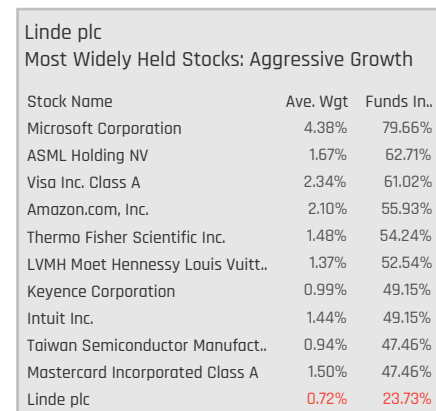 Linde plc
Most Widely Held Stocks: Aggressive Growth
Stock Name Ave. Wgt Funds In..
Microsoft Corporation 4.38% 79.66%
ASML Holding NV 1.67% 62.71%
Visa Inc. Class A 2.34% 61.02%
Amazon.com, Inc. 2.10% 55.93%
Thermo Fisher Scientific Inc. 1.48% 54.24%
LVMH Moet Hennessy Louis Vuitt.. 1.37% 52.54%
Keyence Corporation 0.99% 49.15%
Intuit Inc. 1.44% 49.15%
Taiwan Semiconductor Manufact.. 0.94% 47.46%
Mastercard Incorporated Class A 1.50% 47.46%
Linde plc 0.72% 23.73%